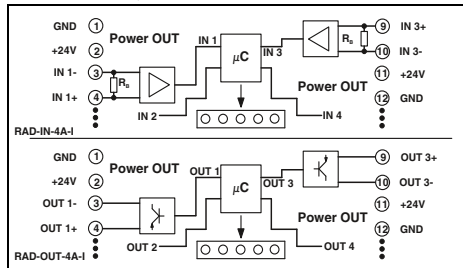 GND 1
+24V 2
Power OUT
IN 1- 3
IN 1+ 4
R_B
IN 1
IN 2
µC
IN 3
IN 4
R_B
9 IN 3+
10 IN 3-
Power OUT
11 +24V
12 GND
RAD-IN-4A-I
GND 1
+24V 2
Power OUT
OUT 1- 3
OUT 1+ 4
OUT 1
OUT 2
µC
OUT 3
OUT 4
9 OUT 3+
10 OUT 3-
Power OUT
11 +24V
12 GND
RAD-OUT-4A-I